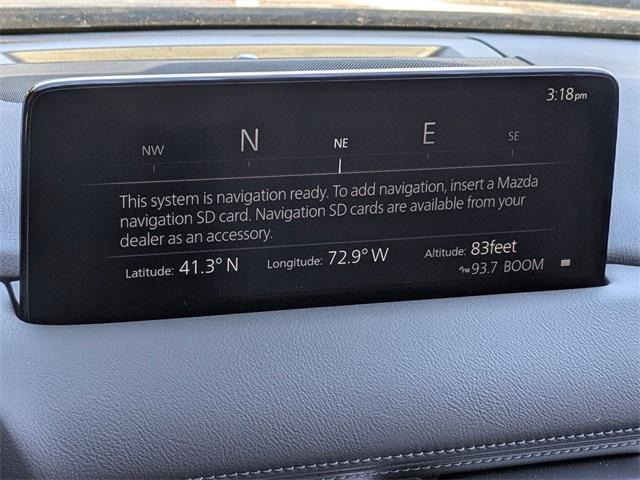 3:18pm
NW N NE E SE
This system is navigation ready. To add navigation, insert a Mazda
navigation SD card. Navigation SD cards are available from your
dealer as an accessory.
Latitude: 41.3° N Longitude: 72.9° W Altitude: 83feet
FM 93.7 BOOM